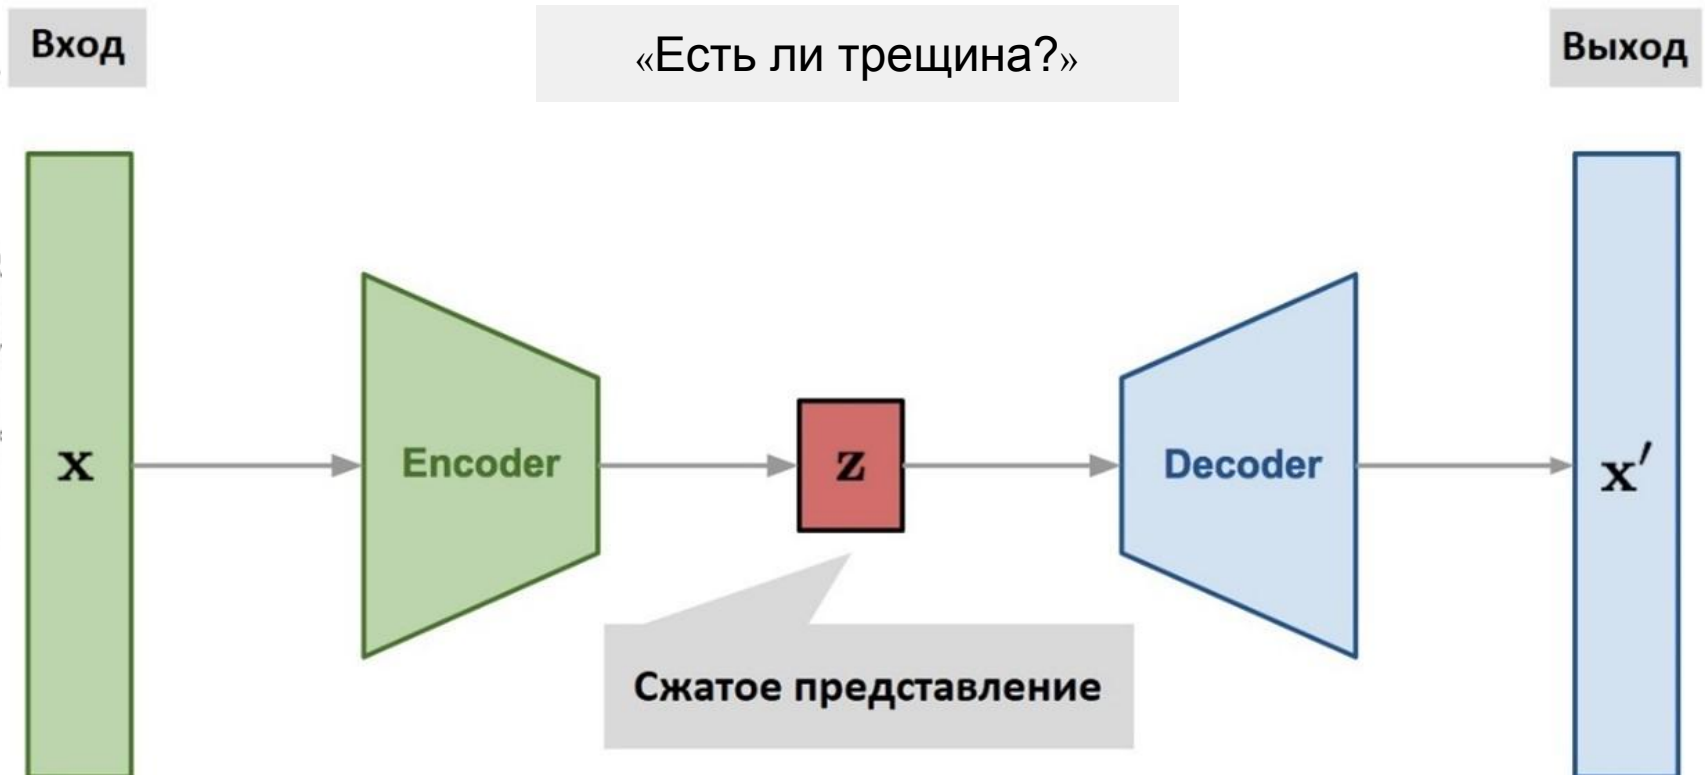 Вход
«Есть ли трещина?»
Выход
x
Encoder
z
Decoder
x′
Сжатое представление